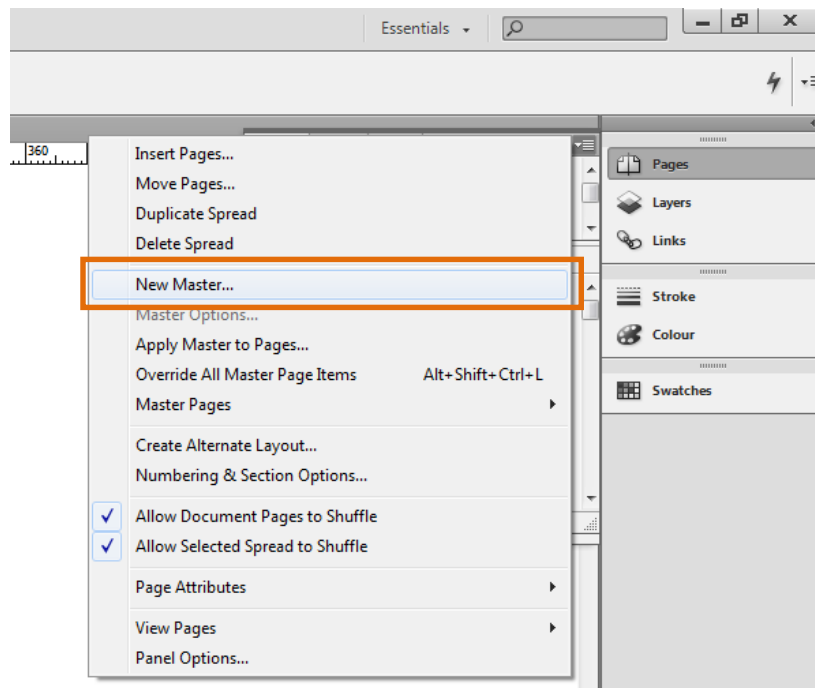 Essentials
360
Insert Pages...
Move Pages...
Duplicate Spread
Delete Spread
New Master...
Master Options...
Apply Master to Pages...
Override All Master Page Items Alt+Shift+Ctrl+L
Master Pages
Create Alternate Layout...
Numbering & Section Options...
Allow Document Pages to Shuffle
Allow Selected Spread to Shuffle
Page Attributes
View Pages
Panel Options...
Pages
Layers
Links
Stroke
Colour
Swatches